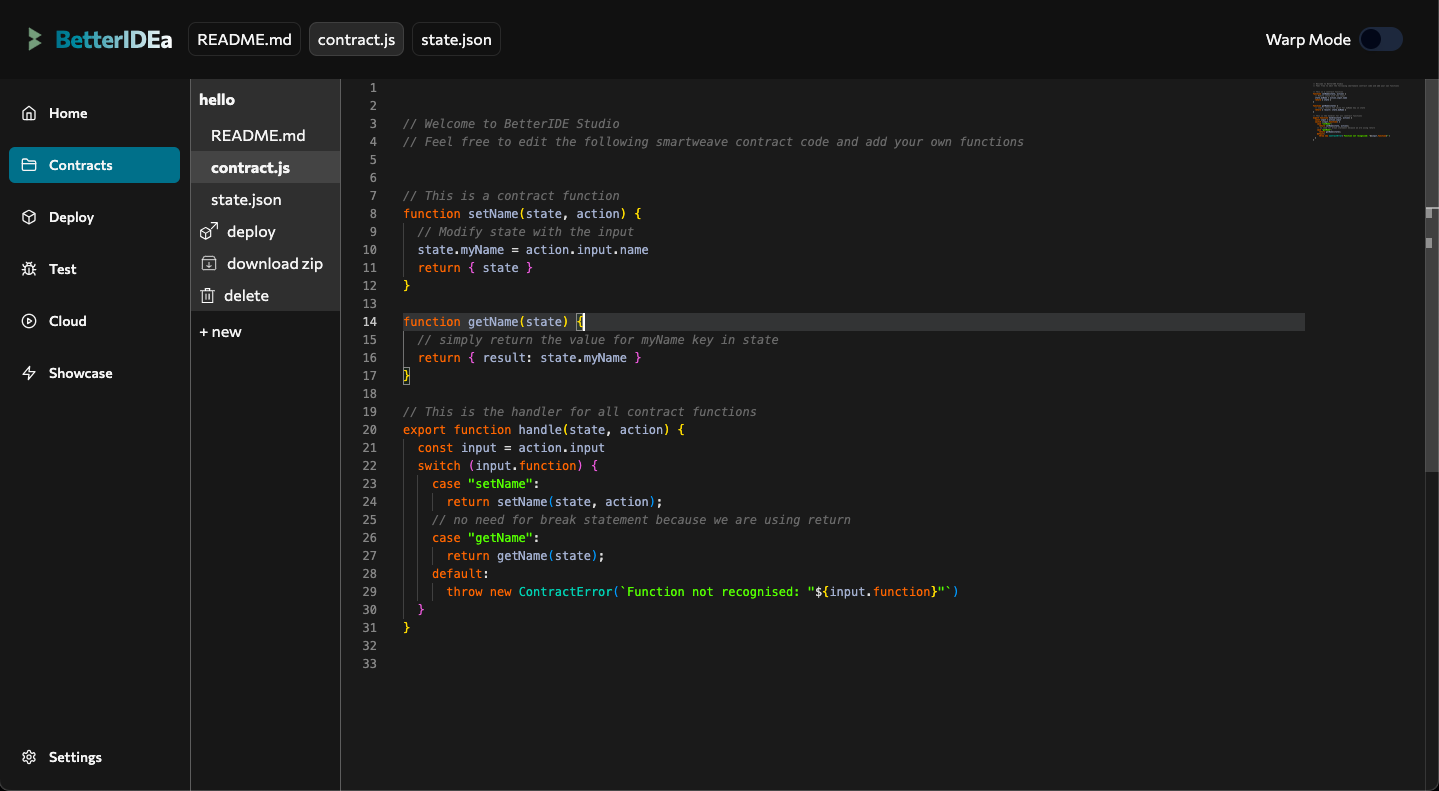 BetterIDEa
README.md
contract.js
state.json
Warp Mode
Home
Contracts
Deploy
Test
Cloud
Showcase
Settings
hello
README.md
contract.js
state.json
deploy
download zip
delete
+ new
1
2
3 // Welcome to BetterIDE Studio
4 // Feel free to edit the following smartweave contract code and add your own functions
5
6
7 // This is a contract function
8 function setName(state, action) {
9   // Modify state with the input
10   state.myName = action.input.name
11   return { state }
12 }
13
14 function getName(state) {
15   // simply return the value for myName key in state
16   return { result: state.myName }
17 }
18
19 // This is the handler for all contract functions
20 export function handle(state, action) {
21   const input = action.input
22   switch (input.function) {
23     case "setName":
24       return setName(state, action);
25     // no need for break statement because we are using return
26     case "getName":
27       return getName(state);
28     default:
29       throw new ContractError(`Function not recognised: "${input.function}"`)
30   }
31 }
32
33